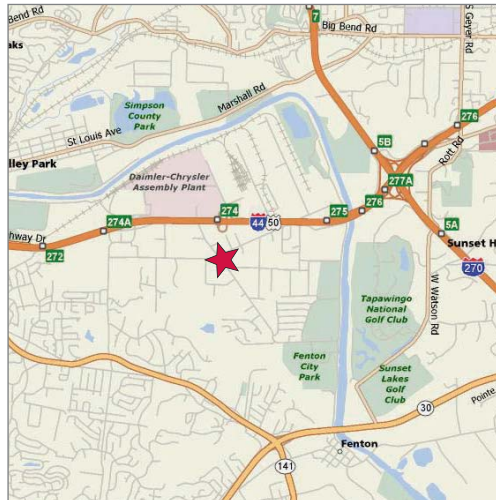 Bend Rd
7
Big Bend Rd
S Geyer Rd
aks
Marshall Rd
Simpson
County
Park
St Louis Ave
276
5B
Rott Rd
lley Park
Daimler-Chrysler
Assembly Plant
277A
276
274
44
50
275
274A
5A
hway Dr
272
Sunset H
270
W Watson Rd
Tapawingo
National
Golf Club
Fenton
City
Park
Sunset
Lakes
Golf
Club
30
Pointe
Fenton
141